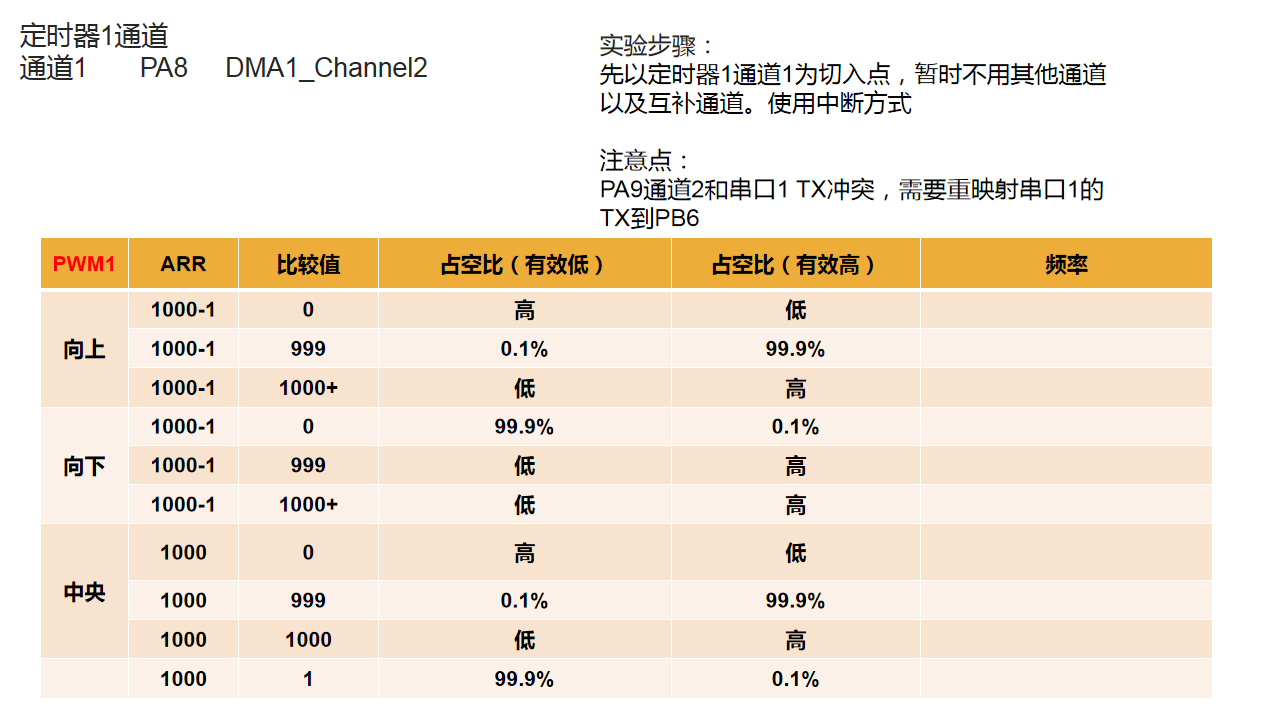 定时器1通道
通道1 PA8 DMA1_Channel2
实验步骤：
先以定时器1通道1为切入点，暂时不用其他通道
以及互补通道。使用中断方式
注意点：
PA9通道2和串口1 TX冲突，需要重映射串口1的
TX到PB6
PWM1 ARR 比较值 占空比（有效低） 占空比（有效高） 频率
向上
1000-1 0 高 低
1000-1 999 0.1% 99.9%
1000-1 1000+ 低 高
向下
1000-1 0 99.9% 0.1%
1000-1 999 低 高
1000-1 1000+ 低 高
中央
1000 0 高 低
1000 999 0.1% 99.9%
1000 1000 低 高
1000 1 99.9% 0.1%